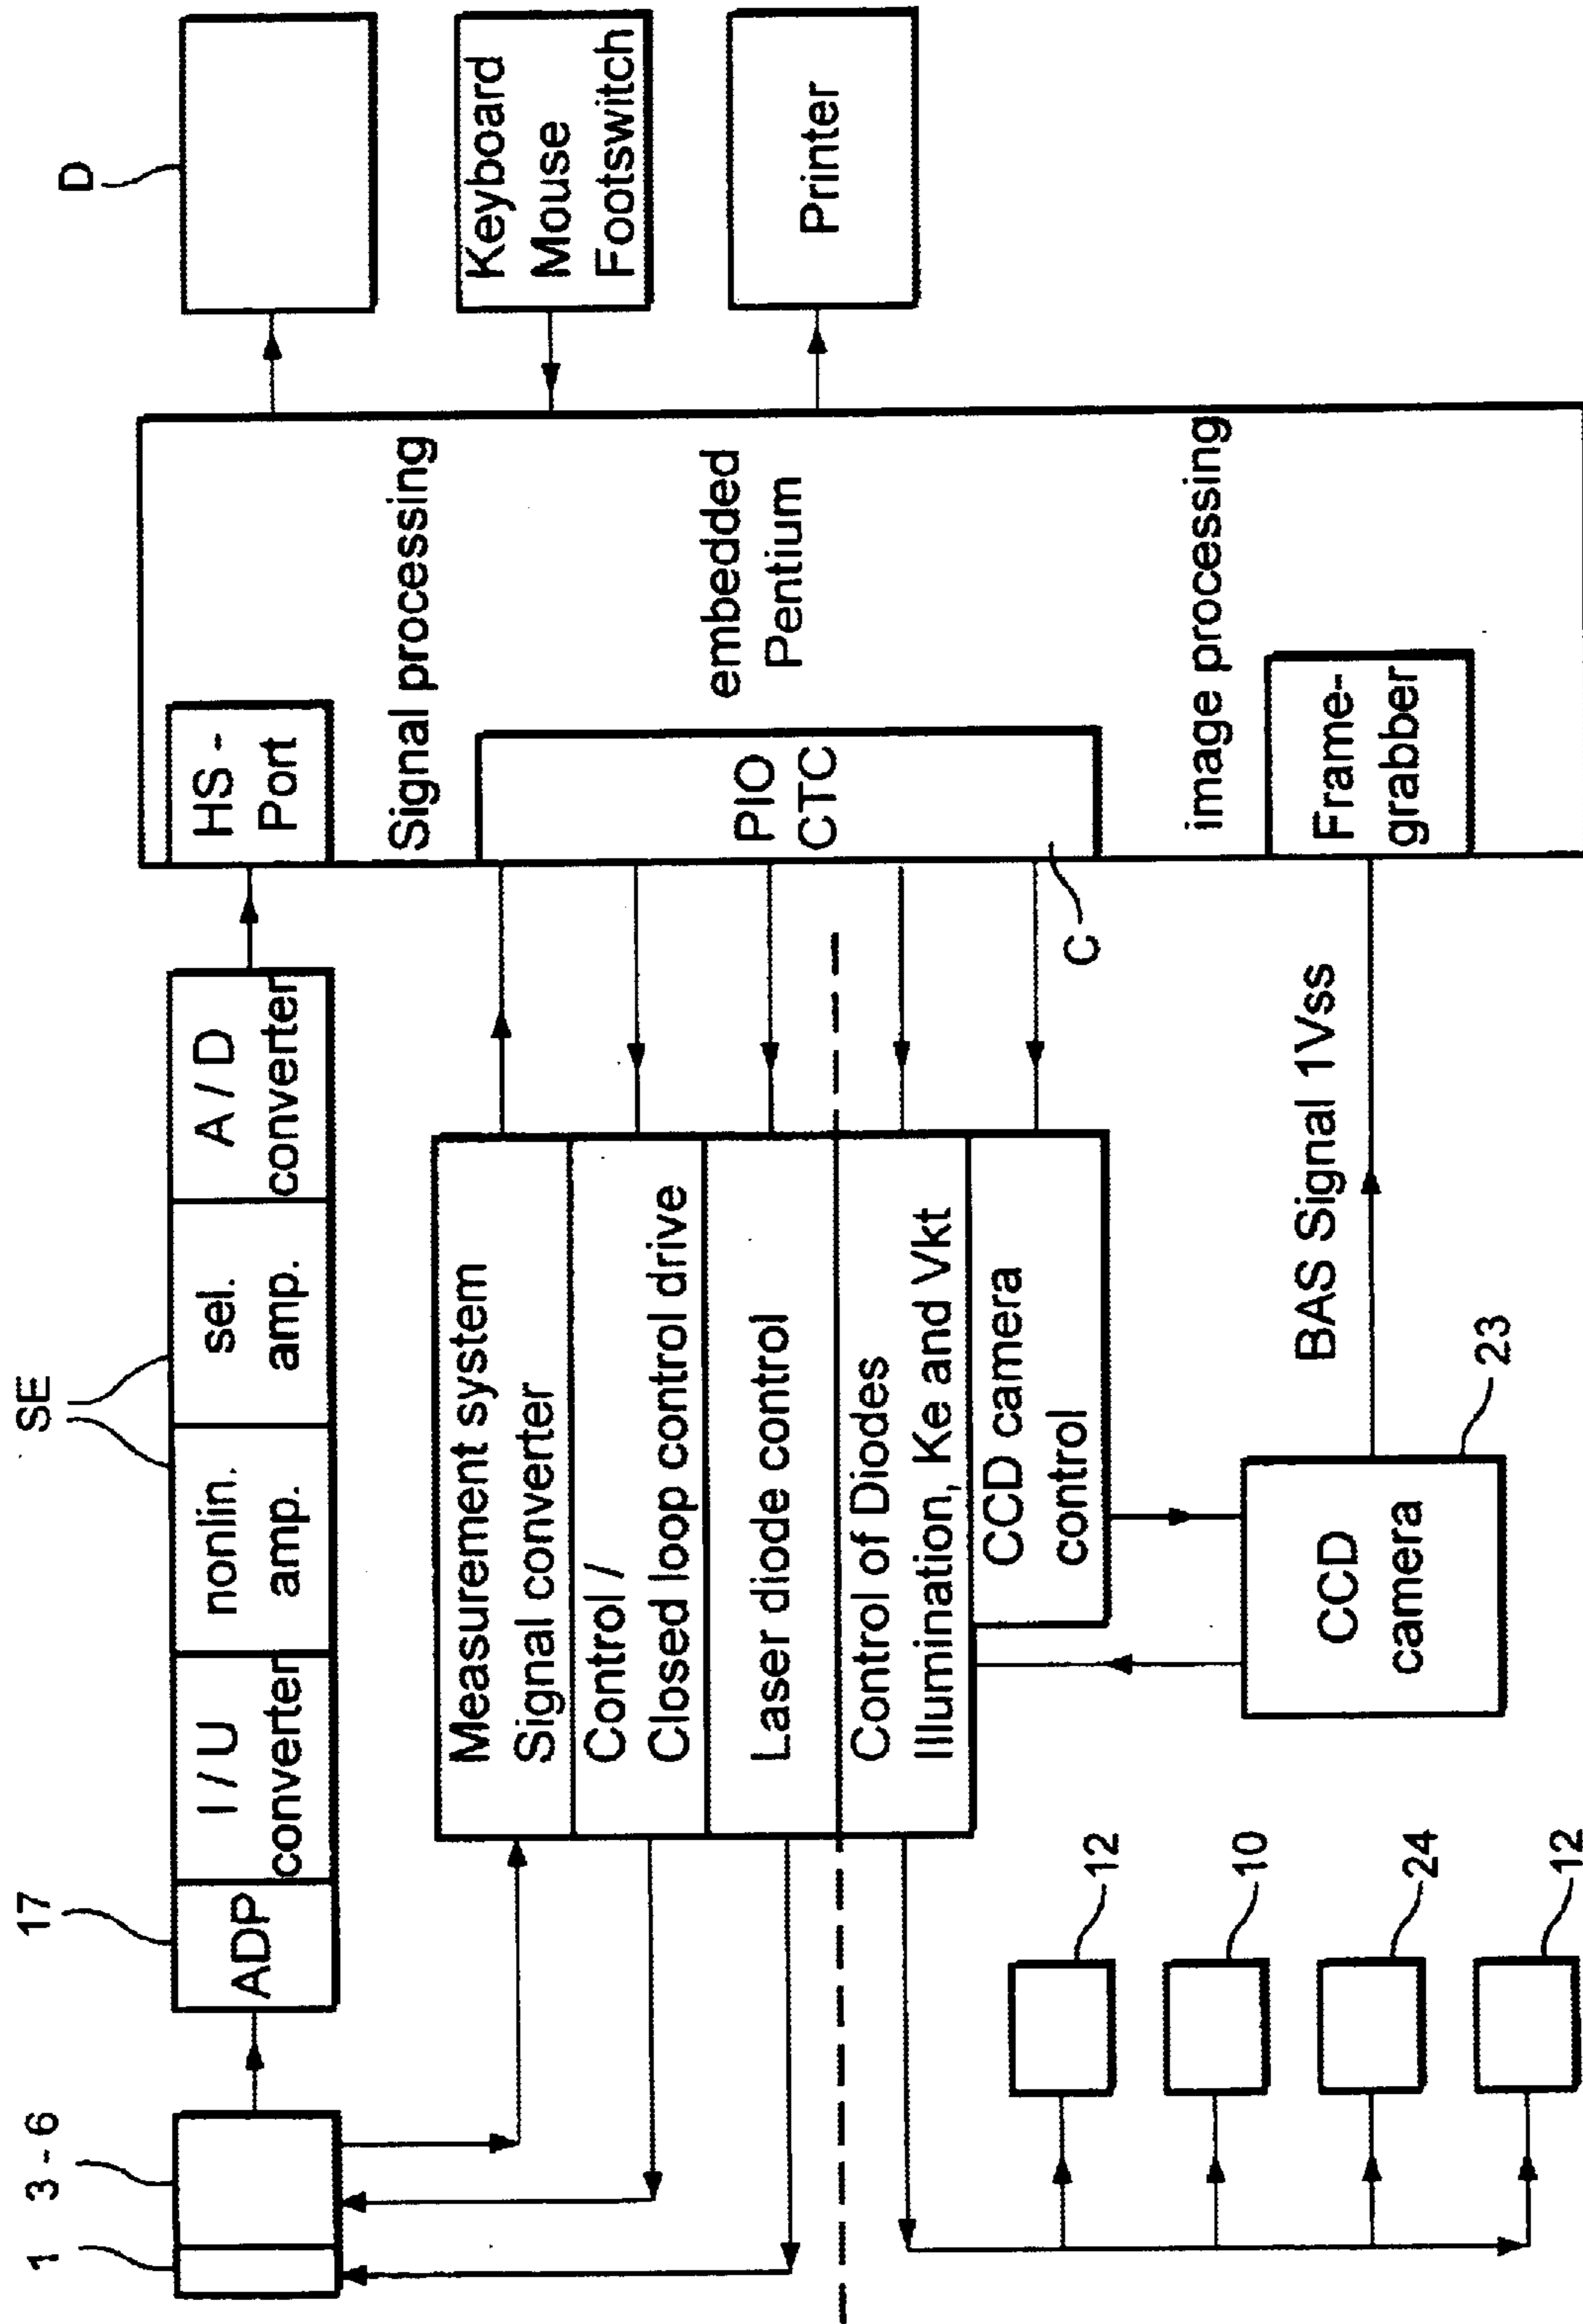 1
3 - 6
17
SE
D
ADP
I / U
converter
nonlin.
amp.
sel.
amp.
A / D
converter
HS -
Port
Signal processing
embedded
Pentium
PIO
CTC
C
image processing
Frame-
grabber
Keyboard
Mouse
Footswitch
Printer
Measurement system
Signal converter
Control /
Closed loop control drive
Laser diode control
Control of Diodes
Illumination, Ke and Vkt
CCD camera
control
BAS Signal 1Vss
CCD
camera
23
12
10
24
12